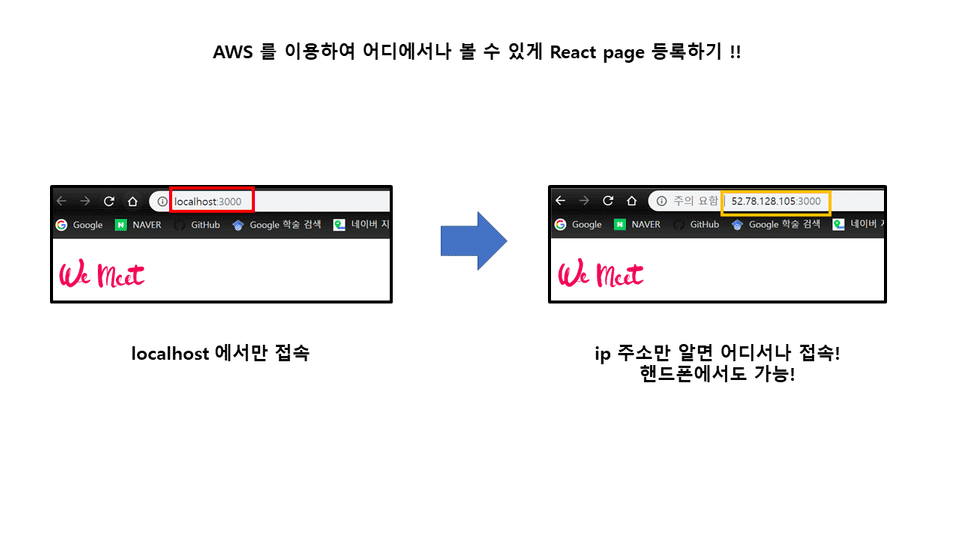 AWS 를 이용하여 어디에서나 볼 수 있게 React page 등록하기 !!
localhost:3000
Google NAVER GitHub Google 학술 검색 네이버 지
We Meet
주의 요함 52.78.128.105:3000
Google NAVER GitHub Google 학술 검색 네이버 지
We Meet
localhost 에서만 접속
ip 주소만 알면 어디서나 접속!
핸드폰에서도 가능!